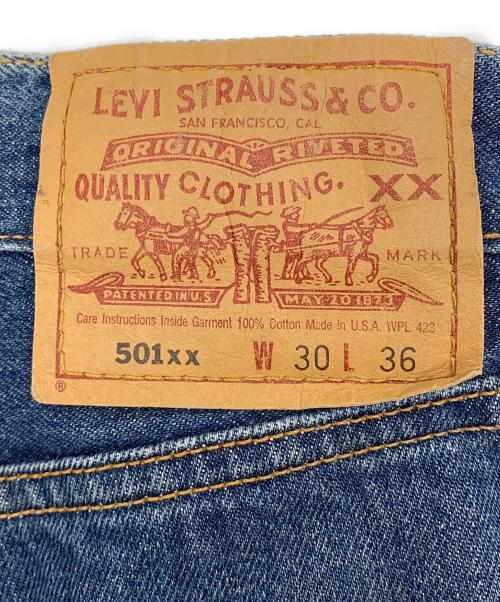 LEVI STRAUSS & CO.
SAN FRANCISCO, CAL.
ORIGINAL RIVETED
QUALITY CLOTHING. XX
TRADE MARK
PATENTED IN U.S. MAY 20 1873
Care Instructions Inside Garment 100% Cotton Made in U.S.A. WPL 423
501xx W 30 L 36
®